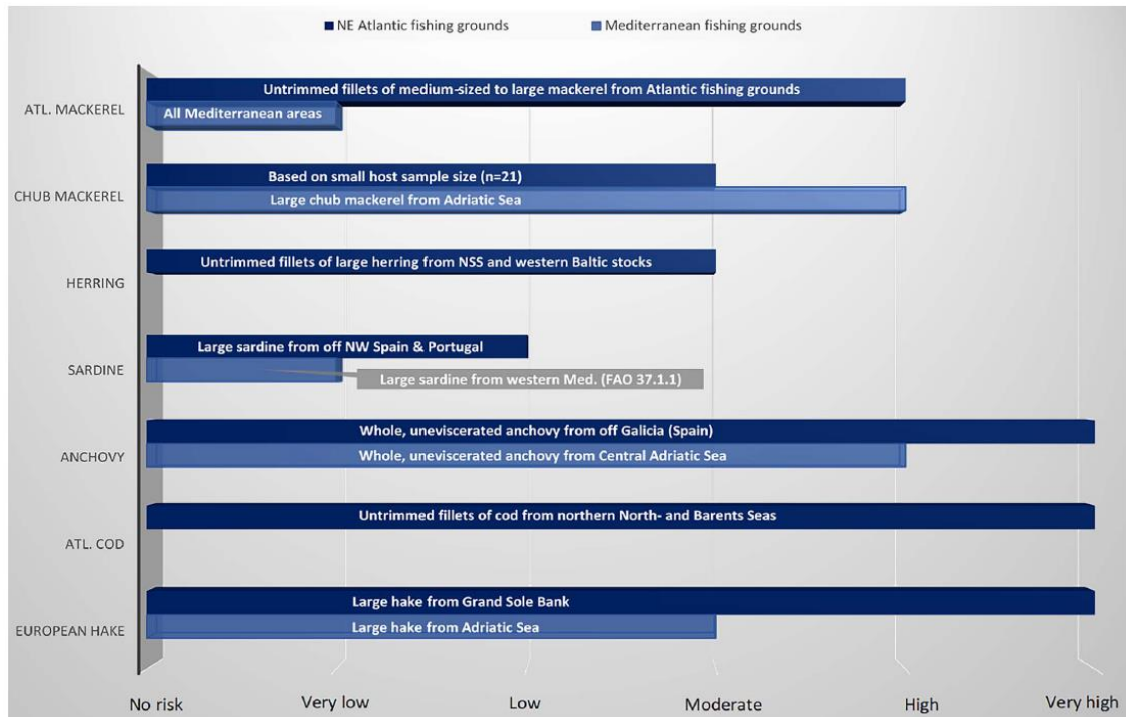 NE Atlantic fishing grounds
Mediterranean fishing grounds
ATL. MACKEREL
Untrimmed fillets of medium-sized to large mackerel from Atlantic fishing grounds
All Mediterranean areas
CHUB MACKEREL
Based on small host sample size (n=21)
Large chub mackerel from Adriatic Sea
HERRING
Untrimmed fillets of large herring from NSS and western Baltic stocks
SARDINE
Large sardine from off NW Spain & Portugal
Large sardine from western Med. (FAO 37.1.1)
ANCHOVY
Whole, uneviscerated anchovy from off Galicia (Spain)
Whole, uneviscerated anchovy from Central Adriatic Sea
ATL. COD
Untrimmed fillets of cod from northern North- and Barents Seas
EUROPEAN HAKE
Large hake from Grand Sole Bank
Large hake from Adriatic Sea
No risk
Very low
Low
Moderate
High
Very high